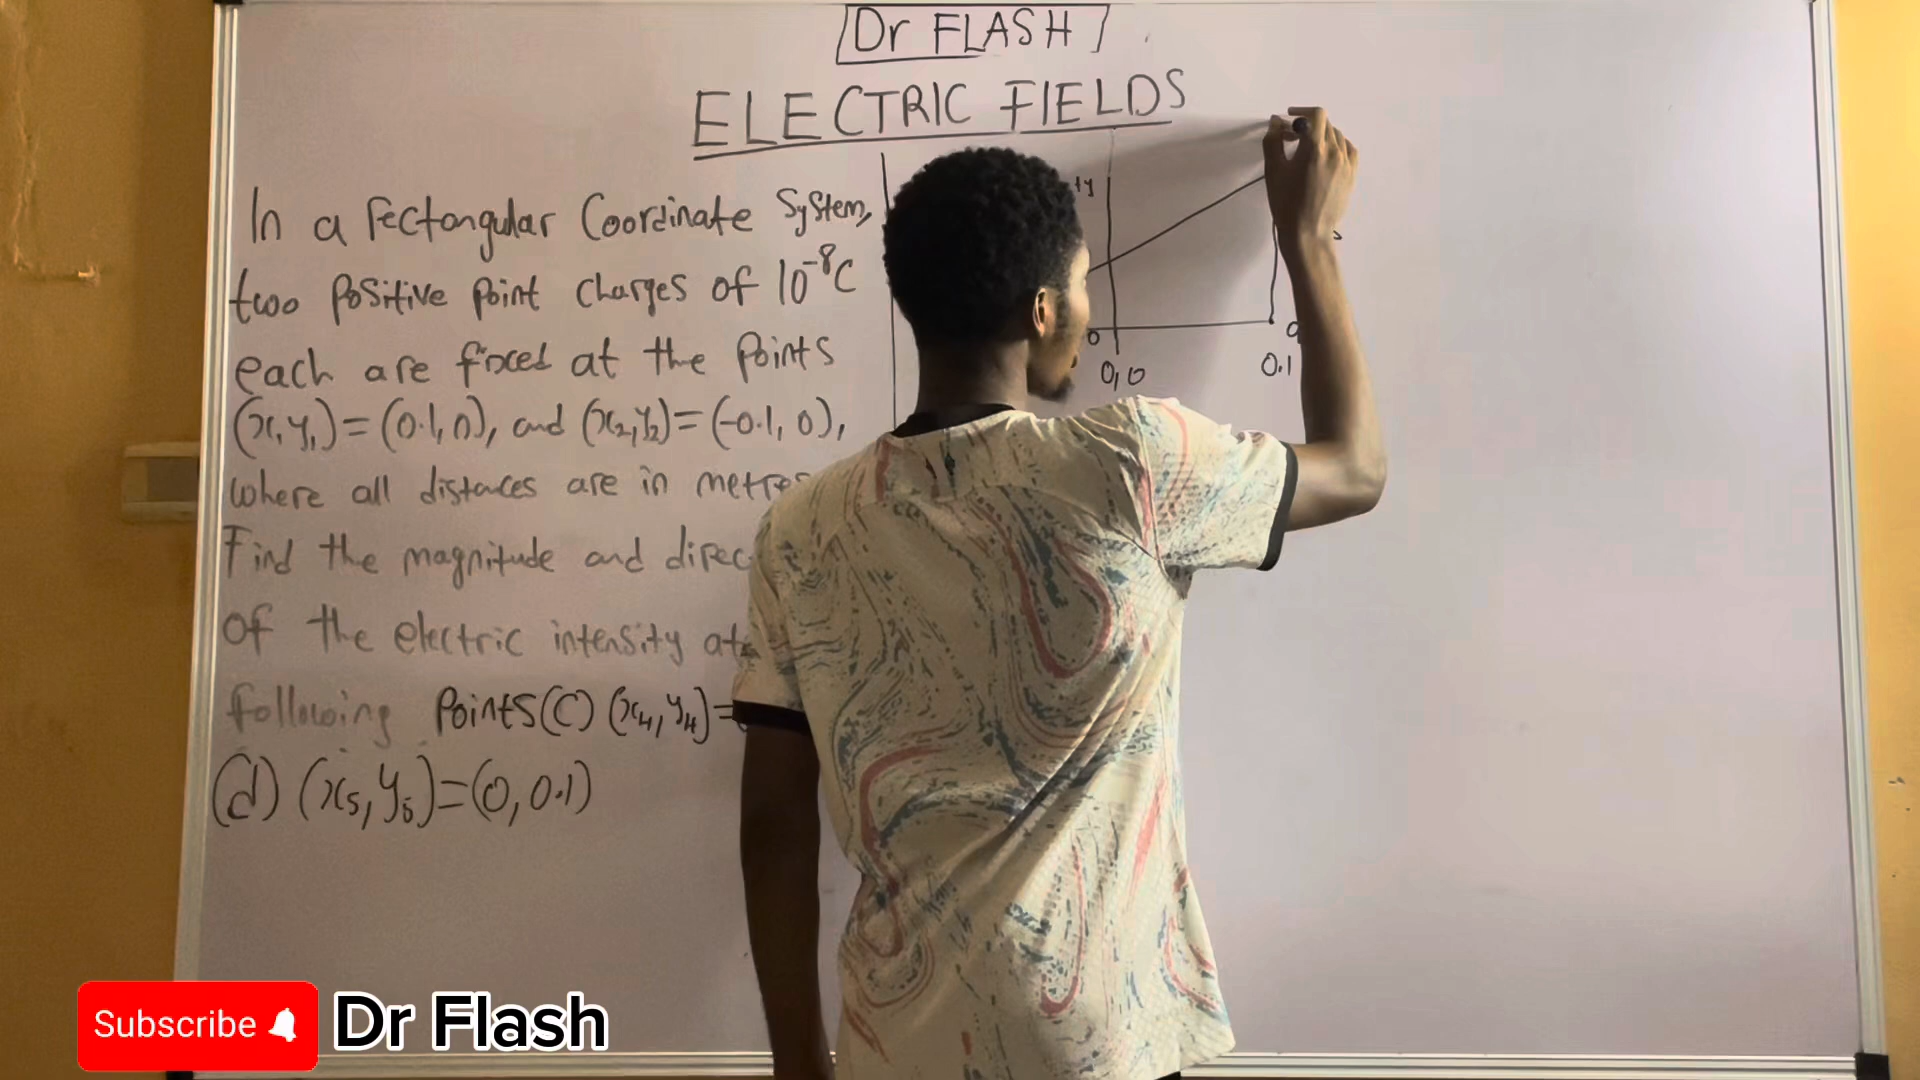 Dr FLASH
ELECTRIC FIELDS
In a rectangular Coordinate System,
two Positive Point Charges of 10⁻⁸C
each are fixed at the Points
(x₁y₁)=(0.1,0), and (x₂,y₂)=(-0.1, 0),
where all distances are in metres
Find the magnitude and direc
of the electric intensity at
following Points (C) (x₄, y₄)=
(d) (x₅, y₅)=(0, 0.1)
+y
0
0,0
0.1
Subscribe
Dr Flash